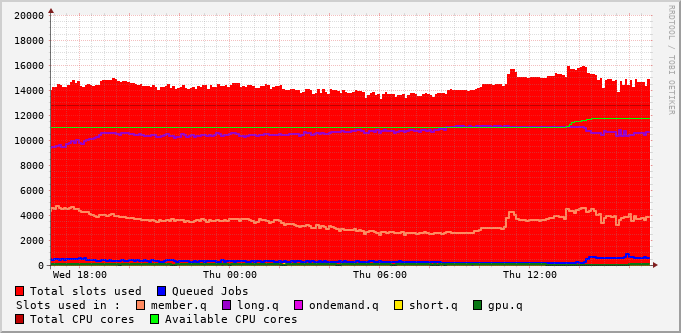 20000
18000
16000
14000
12000
10000
8000
6000
4000
2000
0
Wed 18:00 Thu 00:00 Thu 06:00 Thu 12:00
Total slots used Queued Jobs
Slots used in : member.q long.q ondemand.q short.q gpu.q
Total CPU cores Available CPU cores
RRDTOOL / TOBI OETIKER